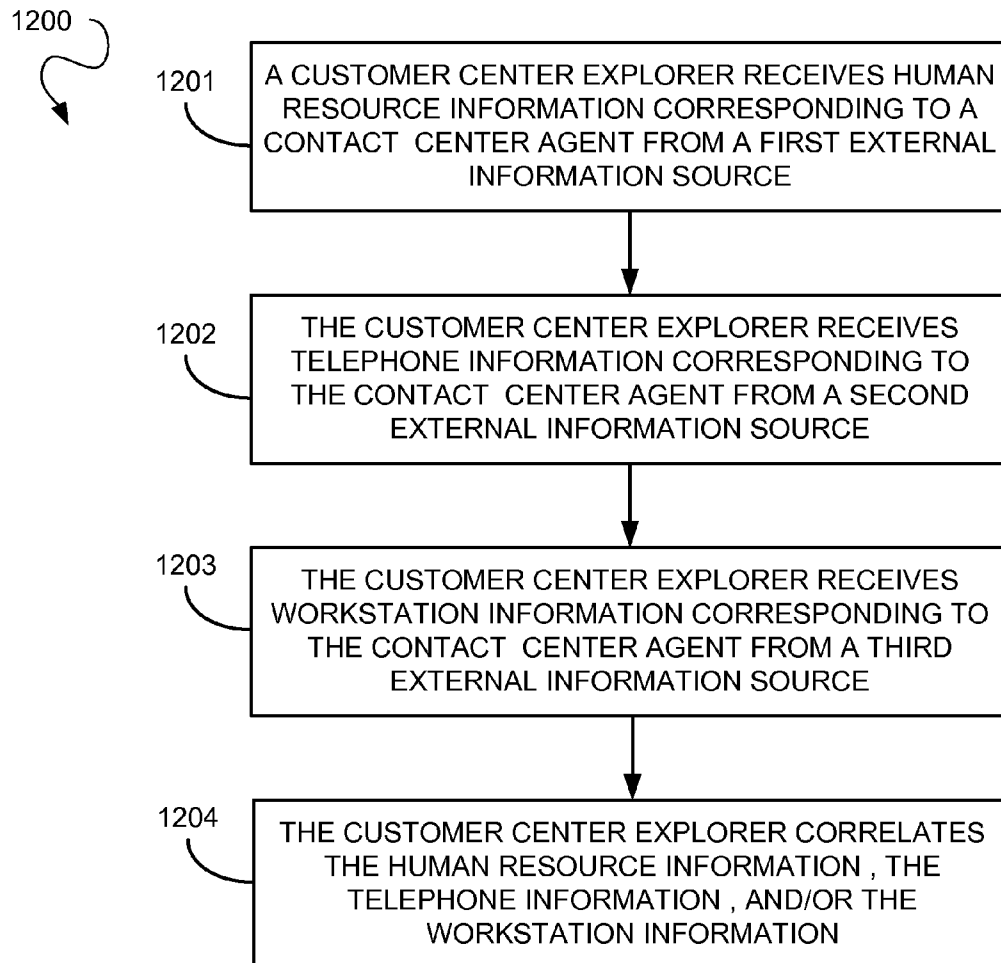 1200
1201
A CUSTOMER CENTER EXPLORER RECEIVES HUMAN
RESOURCE INFORMATION CORRESPONDING TO A
CONTACT CENTER AGENT FROM A FIRST EXTERNAL
INFORMATION SOURCE
1202
THE CUSTOMER CENTER EXPLORER RECEIVES
TELEPHONE INFORMATION CORRESPONDING TO
THE CONTACT CENTER AGENT FROM A SECOND
EXTERNAL INFORMATION SOURCE
1203
THE CUSTOMER CENTER EXPLORER RECEIVES
WORKSTATION INFORMATION CORRESPONDING TO
THE CONTACT CENTER AGENT FROM A THIRD
EXTERNAL INFORMATION SOURCE
1204
THE CUSTOMER CENTER EXPLORER CORRELATES
THE HUMAN RESOURCE INFORMATION , THE
TELEPHONE INFORMATION , AND/OR THE
WORKSTATION INFORMATION